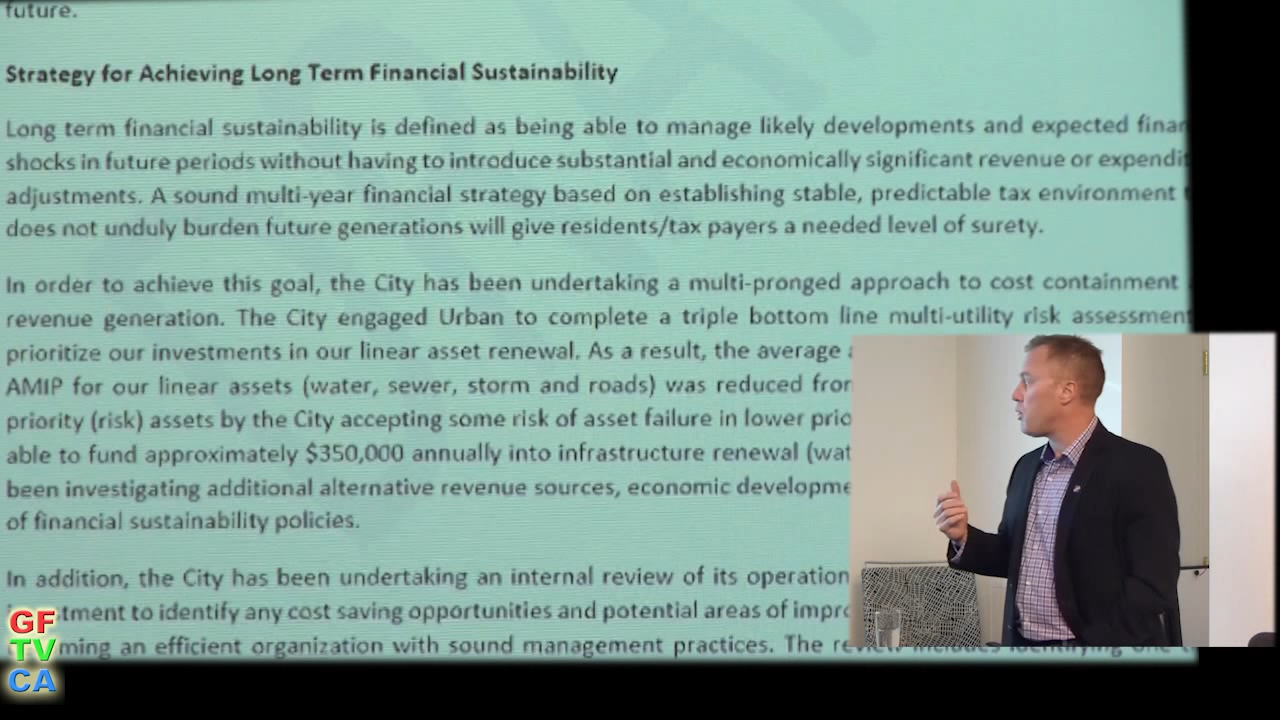 future.
Strategy for Achieving Long Term Financial Sustainability
Long term financial sustainability is defined as being able to manage likely developments and expected finan
shocks in future periods without having to introduce substantial and economically significant revenue or expendi
adjustments. A sound multi-year financial strategy based on establishing stable, predictable tax environment
does not unduly burden future generations will give residents/tax payers a needed level of surety.
In order to achieve this goal, the City has been undertaking a multi-pronged approach to cost containment
revenue generation. The City engaged Urban to complete a triple bottom line multi-utility risk assessment
prioritize our investments in our linear asset renewal. As a result, the average
AMIP for our linear assets (water, sewer, storm and roads) was reduced from
priority (risk) assets by the City accepting some risk of asset failure in lower prio
able to fund approximately $350,000 annually into infrastructure renewal (wat
been investigating additional alternative revenue sources, economic developme
of financial sustainability policies.
In addition, the City has been undertaking an internal review of its operation
tment to identify any cost saving opportunities and potential areas of impro
ming an efficient organization with sound management practices. The review includes identifying
GF
TV
CA